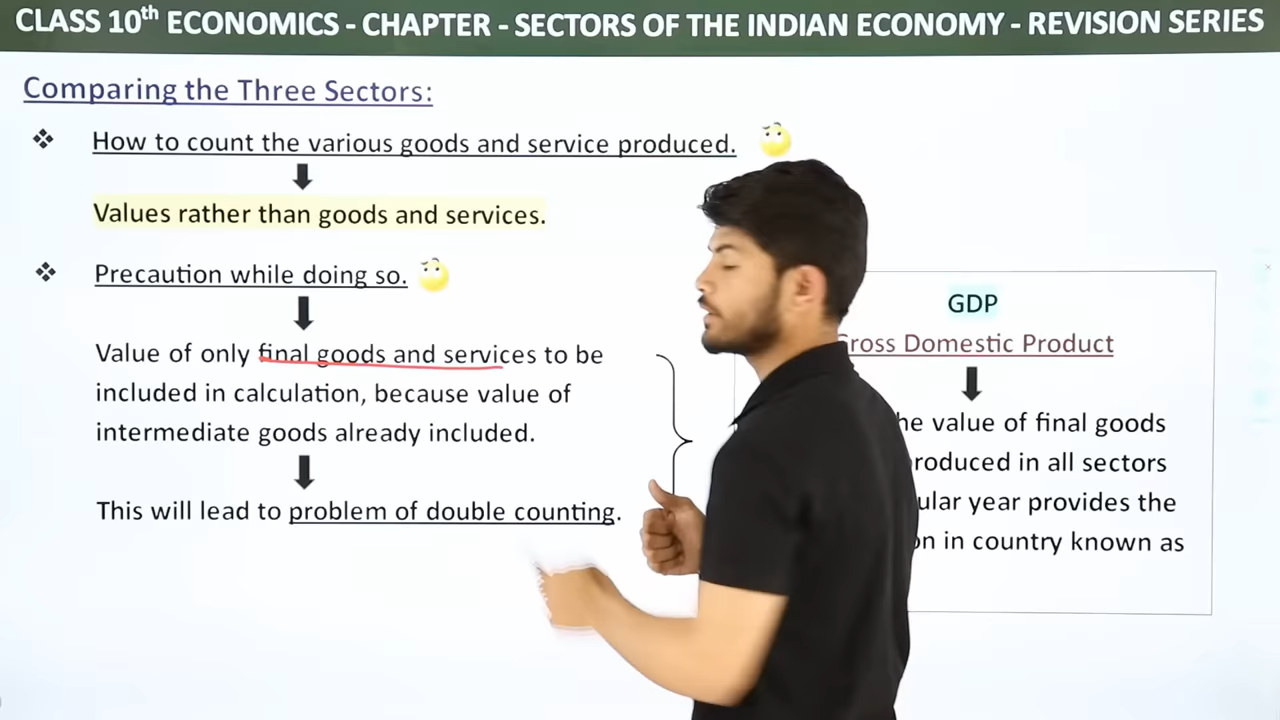 CLASS 10th ECONOMICS - CHAPTER - SECTORS OF THE INDIAN ECONOMY - REVISION SERIES
Comparing the Three Sectors:
How to count the various goods and service produced.
Values rather than goods and services.
Precaution while doing so.
Value of only final goods and services to be
included in calculation, because value of
intermediate goods already included.
This will lead to problem of double counting.
GDP
Gross Domestic Product
value of final goods
in all sectors
year provides the
in country known as